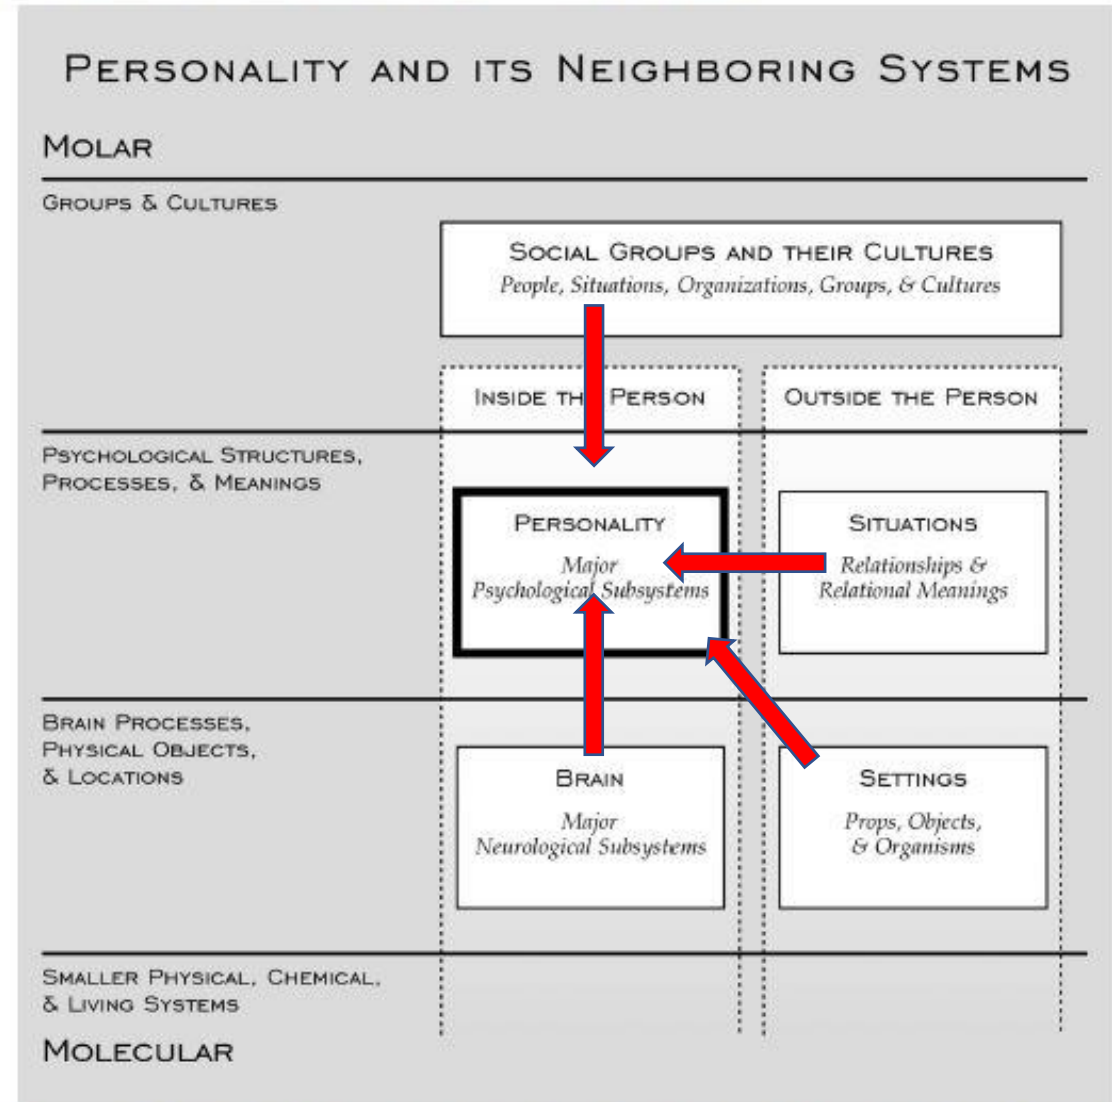 Personality and its Neighboring Systems
Molar
Groups & Cultures
Social Groups and their Cultures
People, Situations, Organizations, Groups, & Cultures
Inside th Person
Outside the Person
Psychological Structures,
Processes, & Meanings
Personality
Major
Psychological Subsystems
Situations
Relationships &
Relational Meanings
Brain Processes,
Physical Objects,
& Locations
Brain
Major
Neurological Subsystems
Settings
Props, Objects,
& Organisms
Smaller Physical, Chemical,
& Living Systems
Molecular